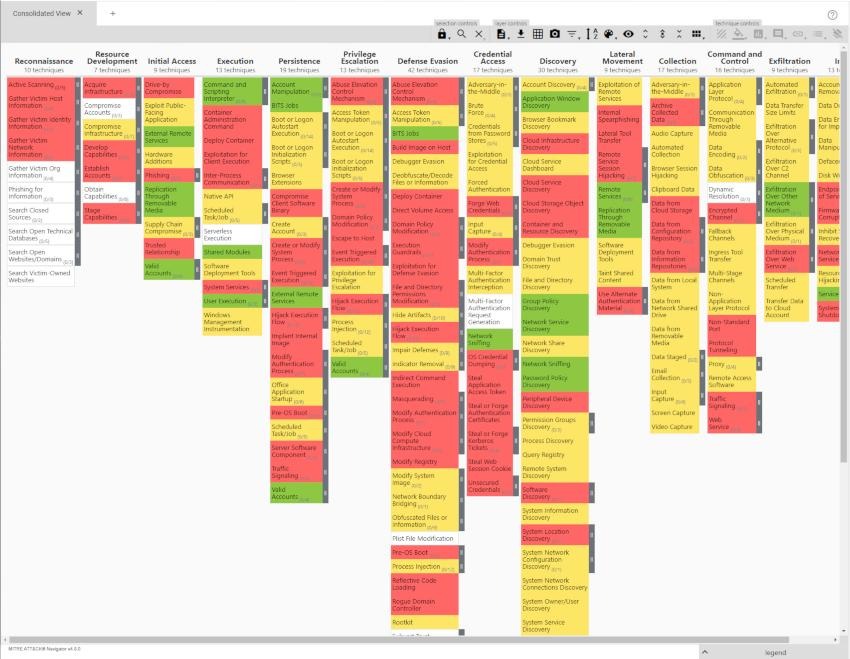 Consolidated View
selection controls
layer controls
technique controls
Reconnaissance
10 techniques
Active Scanning (0/3)
Gather Victim Host
Information
Gather Victim Identity
Information
Gather Victim
Network
Information
Gather Victim Org
Information
Phishing for
Information
Search Closed
Sources
Search Open Technical
Databases
Search Open
Websites/Domains
Search Victim-Owned
Websites
Resource
Development
7 techniques
Acquire
Infrastructure
Compromise
Accounts
Compromise
Infrastructure
Develop
Capabilities
Establish
Accounts
Obtain
Capabilities
Stage
Capabilities
Initial Access
9 techniques
Drive-by
Compromise
Exploit Public-
Facing
Application
External Remote
Services
Hardware
Additions
Phishing
Replication
Through
Removable
Media
Supply Chain
Compromise
Trusted
Relationship
Valid
Accounts
Execution
13 techniques
Command and
Scripting
Interpreter
Container
Administration
Command
Deploy Container
Exploitation for
Client Execution
Inter-Process
Communication
Native API
Scheduled
Task/Job
Serverless
Execution
Shared Modules
Software
Deployment Tools
System Services
User Execution
Windows
Management
Instrumentation
Persistence
19 techniques
Account
Manipulation
BITS Jobs
Boot or Logon
Autostart
Execution (0/14)
Boot or Logon
Initialization
Scripts
Browser
Extensions
Compromise
Client Software
Binary
Create
Account
Create or Modify
System
Process
Event Triggered
Execution
External Remote
Services
Hijack Execution
Flow
Implant Internal
Image
Modify
Authentication
Process
Office
Application
Startup
Pre-OS Boot
Scheduled
Task/Job
Server Software
Component
Traffic
Signaling
Valid
Accounts
Privilege
Escalation
13 techniques
Abuse Elevation
Control
Mechanism
Access Token
Manipulation
Boot or Logon
Autostart
Execution (0/14)
Boot or Logon
Initialization
Scripts
Create or Modify
System
Process
Domain Policy
Modification
Escape to Host
Event Triggered
Execution
Exploitation for
Privilege
Escalation
Hijack Execution
Flow
Process
Injection (0/12)
Scheduled
Task/Job
Valid
Accounts
Defense Evasion
42 techniques
Abuse Elevation
Control
Mechanism
Access Token
Manipulation
BITS Jobs
Build Image on Host
Debugger Evasion
Deobfuscate/Decode
Files or Information
Deploy Container
Direct Volume Access
Domain Policy
Modification
Execution
Guardrails
Exploitation for
Defense Evasion
File and Directory
Permissions
Modification
Hide Artifacts
Hijack Execution
Flow
Impair Defenses
Indicator Removal
Indirect Command
Execution
Masquerading
Modify Authentication
Process
Modify Cloud
Compute
Infrastructure
Modify Registry
Modify System
Image
Network Boundary
Bridging
Obfuscated Files or
Information
Plist File Modification
Pre-OS Boot
Process Injection (0/12)
Reflective Code
Loading
Rogue Domain
Controller
Rootkit
Credential
Access
17 techniques
Adversary-
in-the-Middle
Brute
Force
Credentials
from Password
Stores
Exploitation
for Credential
Access
Forced
Authentication
Forge Web
Credentials
Input
Capture
Modify
Authentication
Process
Multi-Factor
Authentication
Interception
Multi-Factor
Authentication
Request
Generation
Network
Sniffing
OS Credential
Dumping
Steal
Application
Access Token
Steal or Forge
Authentication
Certificates
Steal or Forge
Kerberos
Tickets
Steal Web
Session Cookie
Unsecured
Credentials
Discovery
30 techniques
Account Discovery (0/4)
Application Window
Discovery
Browser Bookmark
Discovery
Cloud Infrastructure
Discovery
Cloud Service
Dashboard
Cloud Service
Discovery
Cloud Storage Object
Discovery
Container and
Resource Discovery
Debugger Evasion
Domain Trust
Discovery
File and Directory
Discovery
Group Policy
Discovery
Network Service
Discovery
Network Share
Discovery
Network Sniffing
Password Policy
Discovery
Peripheral Device
Discovery
Permission Groups
Discovery
Process Discovery
Query Registry
Remote System
Discovery
Software
Discovery
System Information
Discovery
System Location
Discovery
System Network
Configuration
Discovery
System Network
Connections Discovery
System Owner/User
Discovery
System Service
Discovery
Lateral
Movement
9 techniques
Exploitation of
Remote
Services
Internal
Spearphishing
Lateral Tool
Transfer
Remote
Service
Session
Hijacking
Remote
Services
Replication
Through
Removable
Media
Software
Deployment
Tools
Taint Shared
Content
Use Alternate
Authentication
Material
Collection
17 techniques
Adversary-in-
the-Middle
Archive
Collected
Data
Audio Capture
Automated
Collection
Browser Session
Hijacking
Clipboard Data
Data from
Cloud Storage
Data from
Configuration
Repository
Data from
Information
Repositories
Data from Local
System
Data from
Network Shared
Drive
Data from
Removable
Media
Data Staged
Email
Collection
Input
Capture
Screen Capture
Video Capture
Command and
Control
16 techniques
Application
Layer
Protocol
Communication
Through
Removable
Media
Data
Encoding
Data
Obfuscation
Dynamic
Resolution
Encrypted
Channel
Fallback
Channels
Ingress Tool
Transfer
Multi-Stage
Channels
Non-
Application
Layer Protocol
Non-Standard
Port
Protocol
Tunneling
Proxy
Remote Access
Software
Traffic
Signaling
Web
Service
Exfiltration
9 techniques
Automated
Exfiltration
Data Transfer
Size Limits
Exfiltration
Over
Alternative
Protocol
Exfiltration
Over C2
Channel
Exfiltration
Over Other
Network
Medium
Exfiltration
Over Physical
Medium
Exfiltration
Over Web
Service
Scheduled
Transfer
Transfer Data
to Cloud
Account
MITRE ATT&CK® Navigator
legend